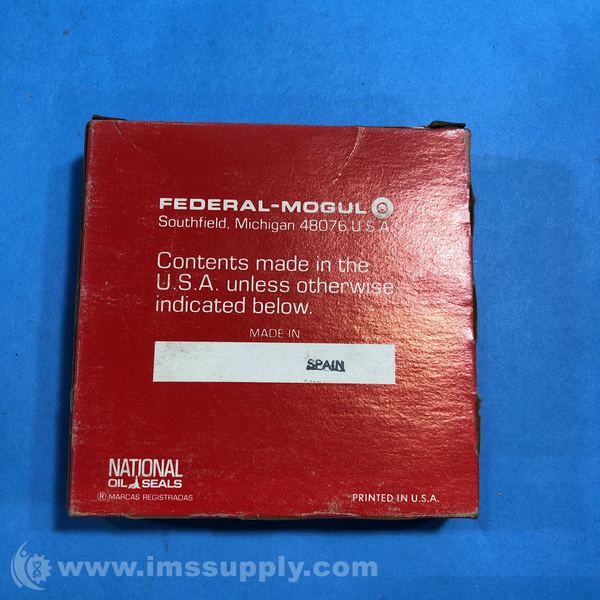 FEDERAL-MOGUL
Southfield, Michigan 48076 U.S.A.
Contents made in the
U.S.A. unless otherwise
indicated below.
MADE IN
SPAIN
NATIONAL
OIL SEALS
® MARCAS REGISTRADAS
PRINTED IN U.S.A.
www.imssupply.com